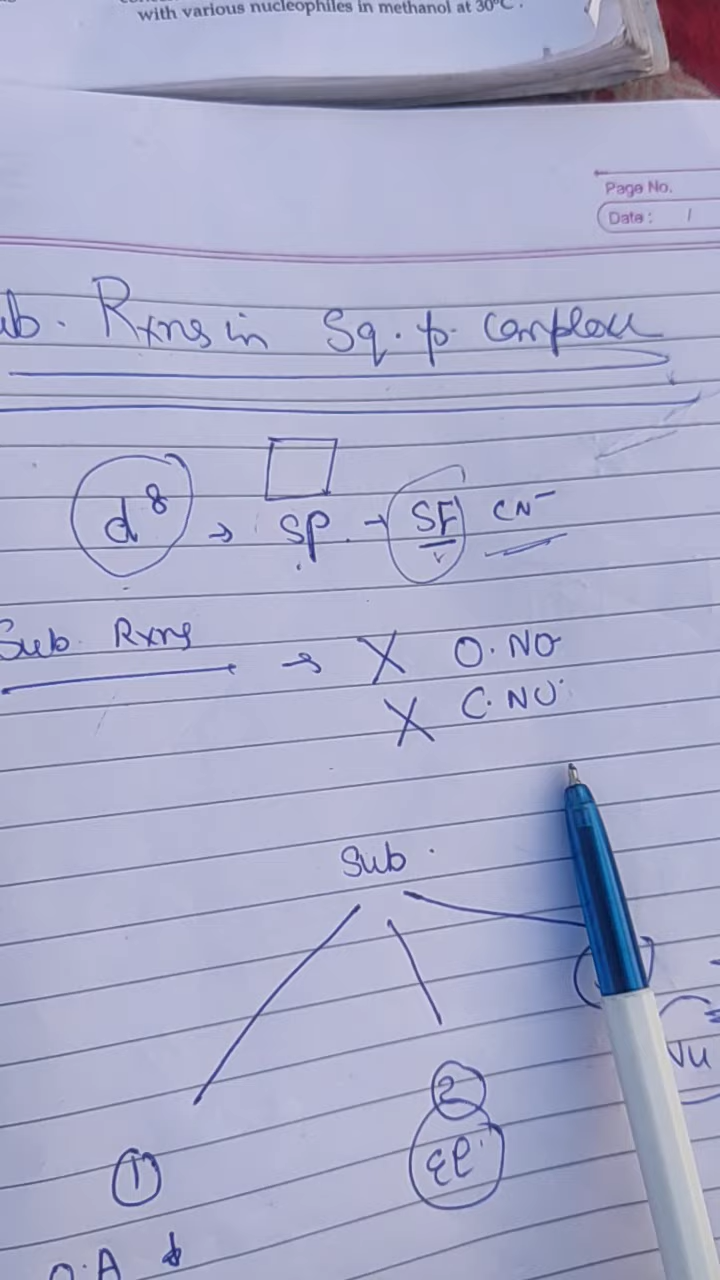 with various nucleophiles in methanol at 30°C.
Page No.
Date : /
ub. Rxns in Sq. p. Complex
d⁸ → SP → SF CN⁻
Sub Rxns → X O.NO
X C.NO
Sub.
①
②
Nu
O.A